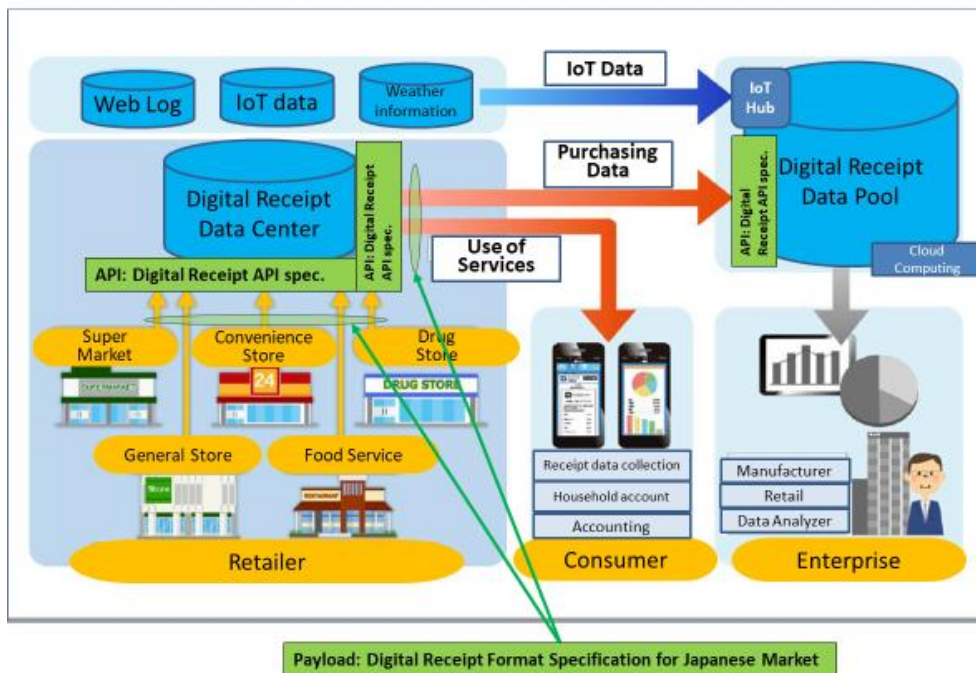 IoT Data
Web Log
IoT data
Weather
information
IoT
Hub
Purchasing
Data
Digital Receipt
Data Center
API: Digital Receipt
API spec.
API: Digital
Receipt API spec.
Digital Receipt
Data Pool
Use of
Services
API: Digital Receipt API spec.
Cloud
Computing
Super
Market
Convenience
Store
Drug
Store
SUPERMARKET
24
DRUG STORE
General Store
Food Service
RESTAURANT
Receipt data collection
Household account
Accounting
Manufacturer
Retail
Data Analyzer
Retailer
Consumer
Enterprise
Payload: Digital Receipt Format Specification for Japanese Market